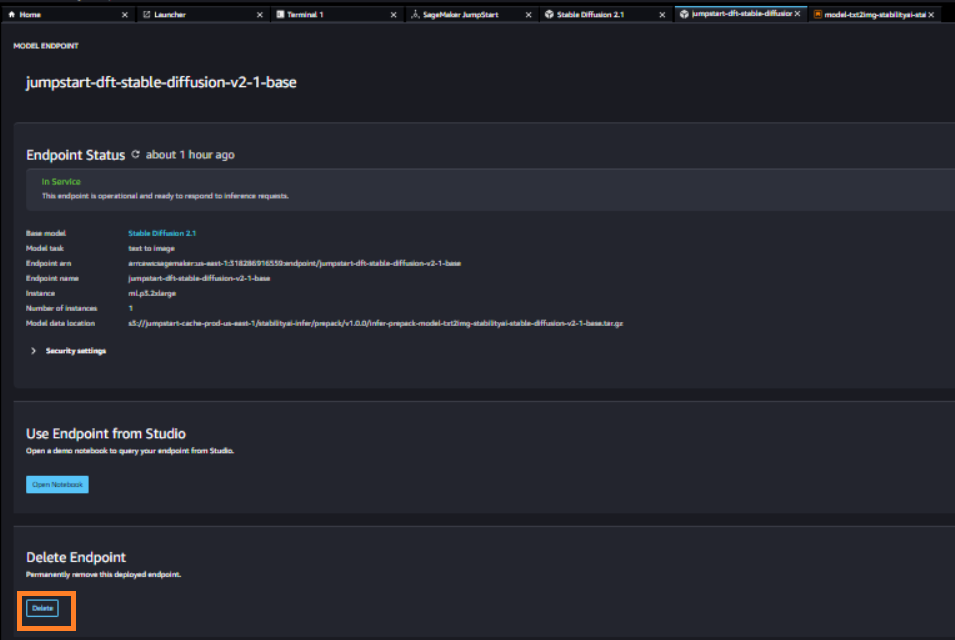 Home
Launcher
Terminal 1
SageMaker JumpStart
Stable Diffusion 2.1
jumpstart-dft-stable-diffusior
model-txt2img-stabilityai-stal
MODEL ENDPOINT
jumpstart-dft-stable-diffusion-v2-1-base
Endpoint Status about 1 hour ago
In Service
This endpoint is operational and ready to respond to inference requests.
Base model Stable Diffusion 2.1
Model task text to image
Endpoint arn arn:aws:sagemaker:us-east-1:318286916559:endpoint/jumpstart-dft-stable-diffusion-v2-1-base
Endpoint name jumpstart-dft-stable-diffusion-v2-1-base
Instance ml.p3.2xlarge
Number of instances 1
Model data location s3://jumpstart-cache-prod-us-east-1/stabilityai-infer/prepack/v1.0.0/infer-prepack-model-txt2img-stabilityai-stable-diffusion-v2-1-base.tar.gz
Security settings
Use Endpoint from Studio
Open a demo notebook to query your endpoint from Studio.
Open Notebook
Delete Endpoint
Permanently remove this deployed endpoint.
Delete